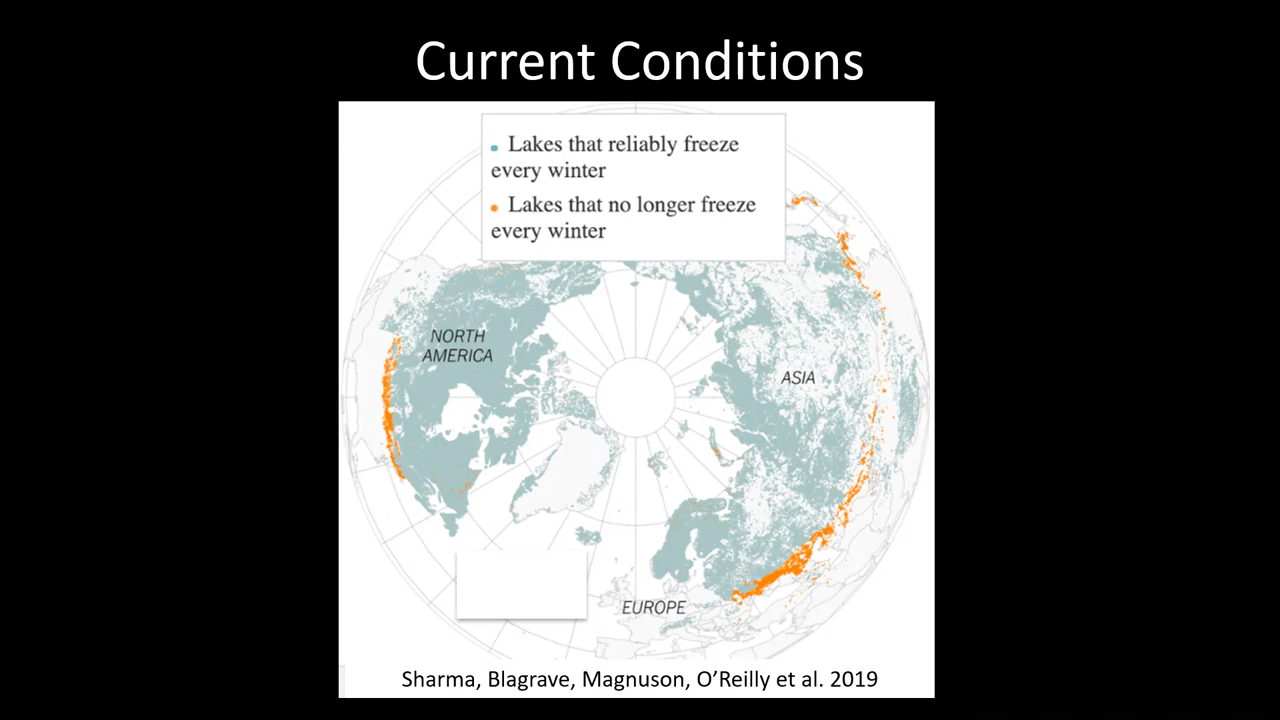 Current Conditions
Lakes that reliably freeze
every winter
Lakes that no longer freeze
every winter
NORTH
AMERICA
ASIA
EUROPE
Sharma, Blagrave, Magnuson, O’Reilly et al. 2019